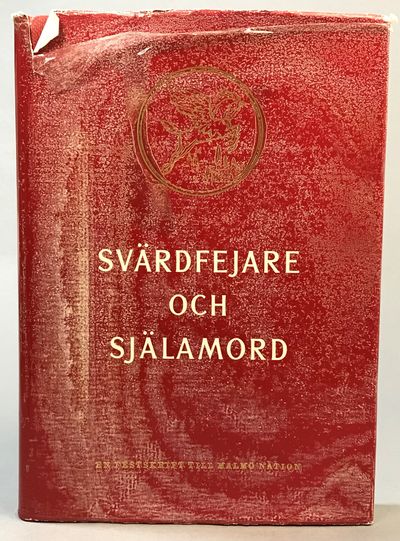 SVÄRDFEJARE
OCH
SJÄLAMORD
EN FESTSKRIFT TILL MALMÖ NATION